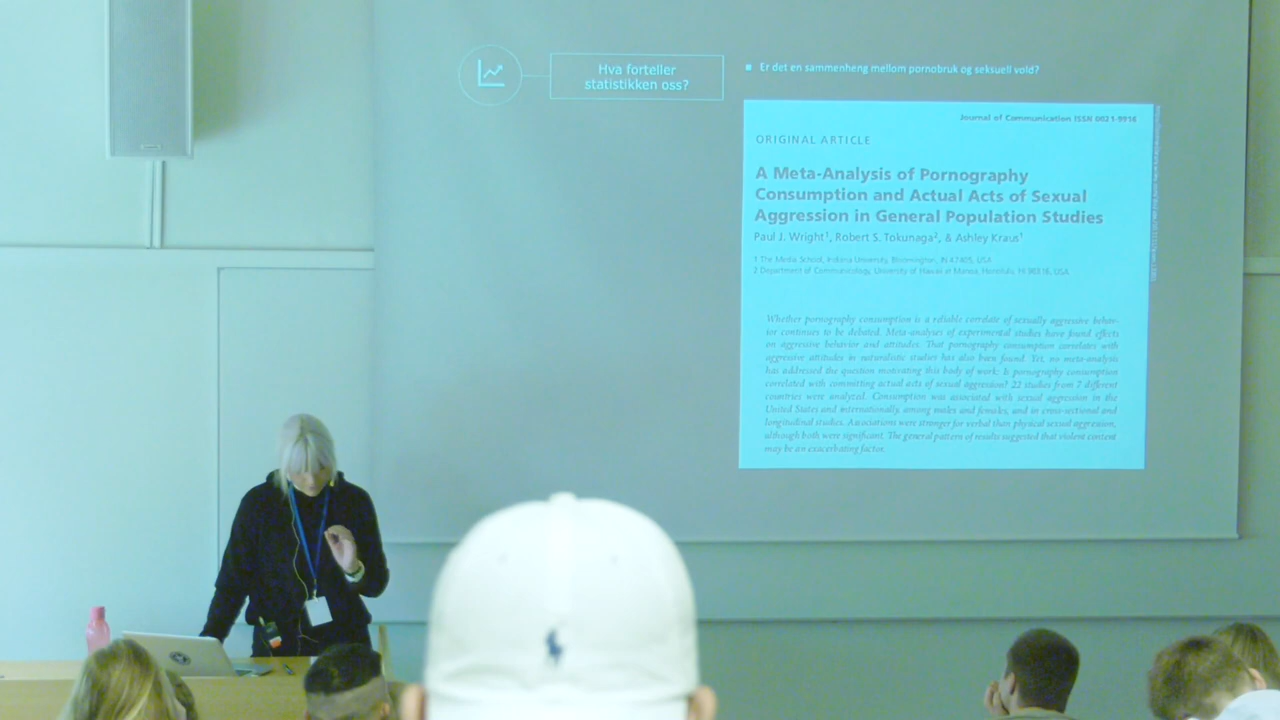 Hva forteller
statistikken oss?
Er det en sammenheng mellom pornobruk og seksuell vold?
Journal of Communication ISSN 0021-9916
ORIGINAL ARTICLE
A Meta-Analysis of Pornography
Consumption and Actual Acts of Sexual
Aggression in General Population Studies
Paul J. Wright¹, Robert S. Tokunaga², & Ashley Kraus¹
1 The Media School, Indiana University, Bloomington, IN 47405, USA
2 Department of Communicology, University of Hawaii at Manoa, Honolulu, HI 96816, USA
Whether pornography consumption is a reliable correlate of sexually aggressive behav-
ior continues to be debated. Meta-analyses of experimental studies have found effects
on aggressive behavior and attitudes. That pornography consumption correlates with
aggressive attitudes in naturalistic studies has also been found. Yet, no meta-analysis
has addressed the question motivating this body of work: Is pornography consumption
correlated with committing actual acts of sexual aggression? 22 studies from 7 different
countries were analyzed. Consumption was associated with sexual aggression in the
United States and internationally, among males and females, and in cross-sectional and
longitudinal studies. Associations were stronger for verbal than physical sexual aggression,
although both were significant. The general pattern of results suggested that violent content
may be an exacerbating factor.